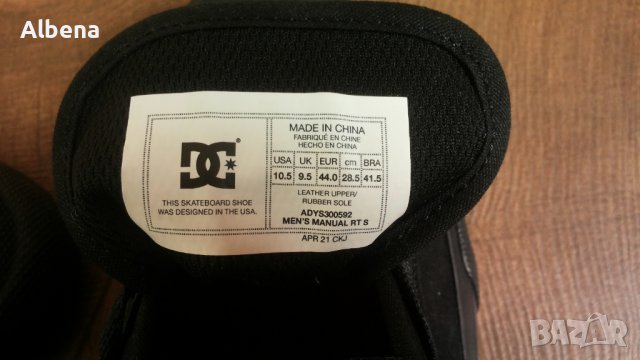 Albena
DC
®
THIS SKATEBOARD SHOE
WAS DESIGNED IN THE USA.
MADE IN CHINA
FABRIQUÉ EN CHINE
HECHO EN CHINA
USA UK EUR cm BRA
10.5 9.5 44.0 28.5 41.5
LEATHER UPPER/
RUBBER SOLE
ADYS300592
MEN'S MANUAL RT S
APR 21 CKJ
BAZAR